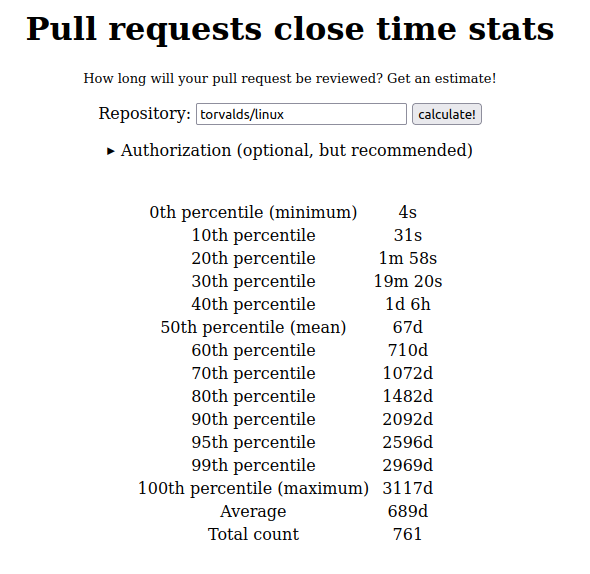 Pull requests close time stats
How long will your pull request be reviewed? Get an estimate!
Repository: torvalds/linux calculate!
▸ Authorization (optional, but recommended)
0th percentile (minimum) 4s
10th percentile 31s
20th percentile 1m 58s
30th percentile 19m 20s
40th percentile 1d 6h
50th percentile (mean) 67d
60th percentile 710d
70th percentile 1072d
80th percentile 1482d
90th percentile 2092d
95th percentile 2596d
99th percentile 2969d
100th percentile (maximum) 3117d
Average 689d
Total count 761